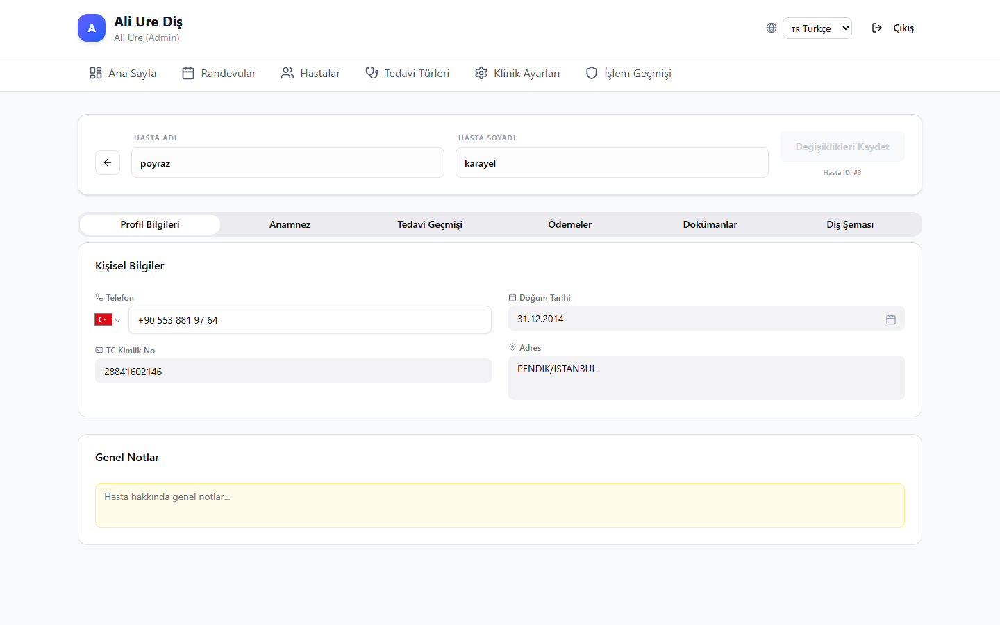 A
Ali Ure Diş
Ali Ure (Admin)
TR Türkçe
Çıkış
Ana Sayfa
Randevular
Hastalar
Tedavi Türleri
Klinik Ayarları
İşlem Geçmişi
HASTA ADI
poyraz
HASTA SOYADI
karayel
Değişiklikleri Kaydet
Hasta ID: #3
Profil Bilgileri
Anamnez
Tedavi Geçmişi
Ödemeler
Dokümanlar
Diş Şeması
Kişisel Bilgiler
Telefon
+90 553 881 97 64
Doğum Tarihi
31.12.2014
TC Kimlik No
28841602146
Adres
PENDIK/ISTANBUL
Genel Notlar
Hasta hakkında genel notlar...